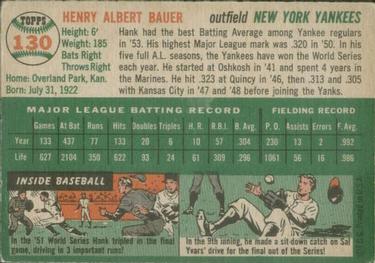 TOPPS
130
HENRY ALBERT BAUER outfield NEW YORK YANKEES
Height: 6'
Weight: 185
Bats Right
Throws Right
Home: Overland Park, Kan.
Born: July 31, 1922
Hank had the best Batting Average among Yankee regulars
in '53. His highest Major League mark was .320 in '50. In
his five full A.L. seasons, the Yankees have won the World Series
each time. He started at Oshkosh in '41 and spent 4 years in
the Marines. He hit .323 at Quincy in '46, then .313 and .305
with Kansas City in '47 and '48 before joining the Yanks.
MAJOR LEAGUE BATTING RECORD FIELDING RECORD
Games At Bat Runs Hits Doubles Triples H. R. R.B.I. B. Avg. P. O. Assists Errors F. Avg.
Year 133 437 77 133 20 6 10 57 .304 230 13 2 .992
Life 627 2104 350 622 93 24 61 309 .296 1061 56 16 .986
INSIDE BASEBALL
In the '51 World Series Hank tripled in the final
game, driving in 3 important runs!
In the 9th inning, he made a sit-down catch on Sal
Yvars' drive for the final out of the Series!